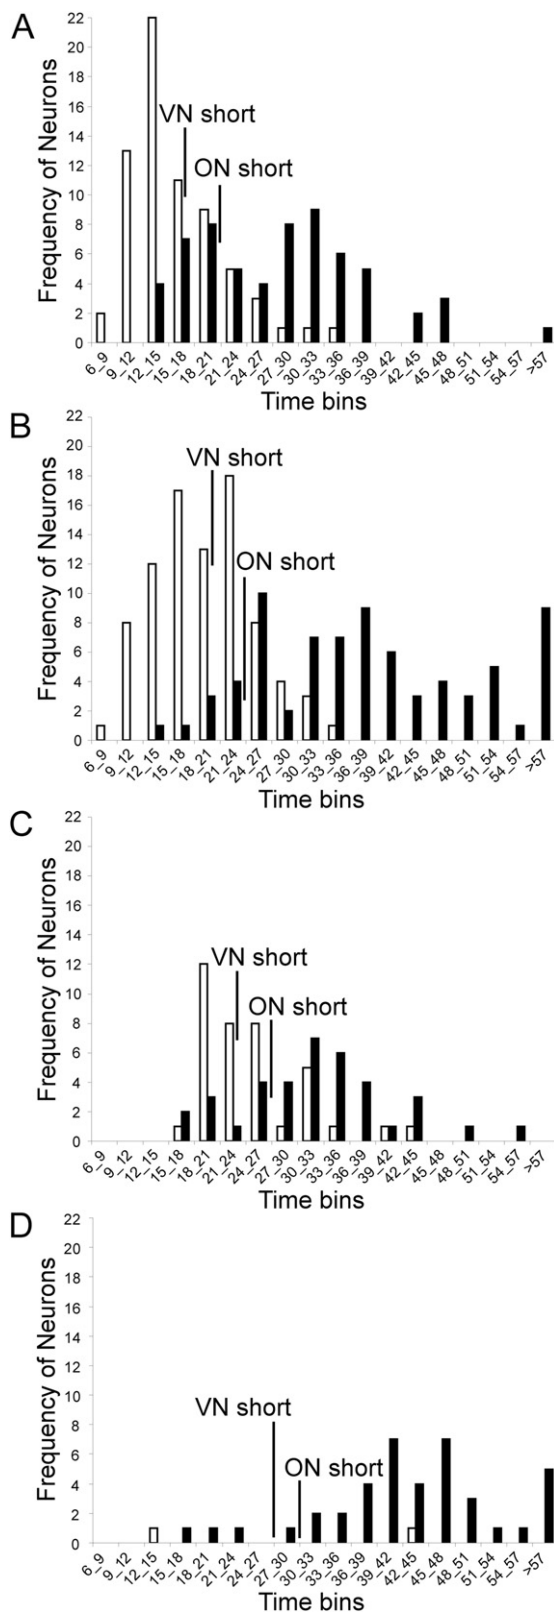 A
Frequency of Neurons
22
20
18
16
14
12
10
8
6
4
2
0
VN short
ON short
6_9 9_12 12_15 15_18 18_21 21_24 24_27 27_30 30_33 33_36 36_39 39_42 42_45 45_48 48_51 51_54 54_57 >57
Time bins
B
Frequency of Neurons
22
20
18
16
14
12
10
8
6
4
2
0
VN short
ON short
6_9 9_12 12_15 15_18 18_21 21_24 24_27 27_30 30_33 33_36 36_39 39_42 42_45 45_48 48_51 51_54 54_57 >57
Time bins
C
Frequency of Neurons
22
20
18
16
14
12
10
8
6
4
2
0
VN short
ON short
6_9 9_12 12_15 15_18 18_21 21_24 24_27 27_30 30_33 33_36 36_39 39_42 42_45 45_48 48_51 51_54 54_57 >57
Time bins
D
Frequency of Neurons
22
20
18
16
14
12
10
8
6
4
2
0
VN short
ON short
6_9 9_12 12_15 15_18 18_21 21_24 24_27 27_30 30_33 33_36 36_39 39_42 42_45 45_48 48_51 51_54 54_57 >57
Time bins